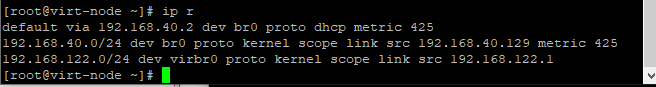 [root@virt-node ~]# ip r
default via 192.168.40.2 dev br0 proto dhcp metric 425
192.168.40.0/24 dev br0 proto kernel scope link src 192.168.40.129 metric 425
192.168.122.0/24 dev virbr0 proto kernel scope link src 192.168.122.1
[root@virt-node ~]#